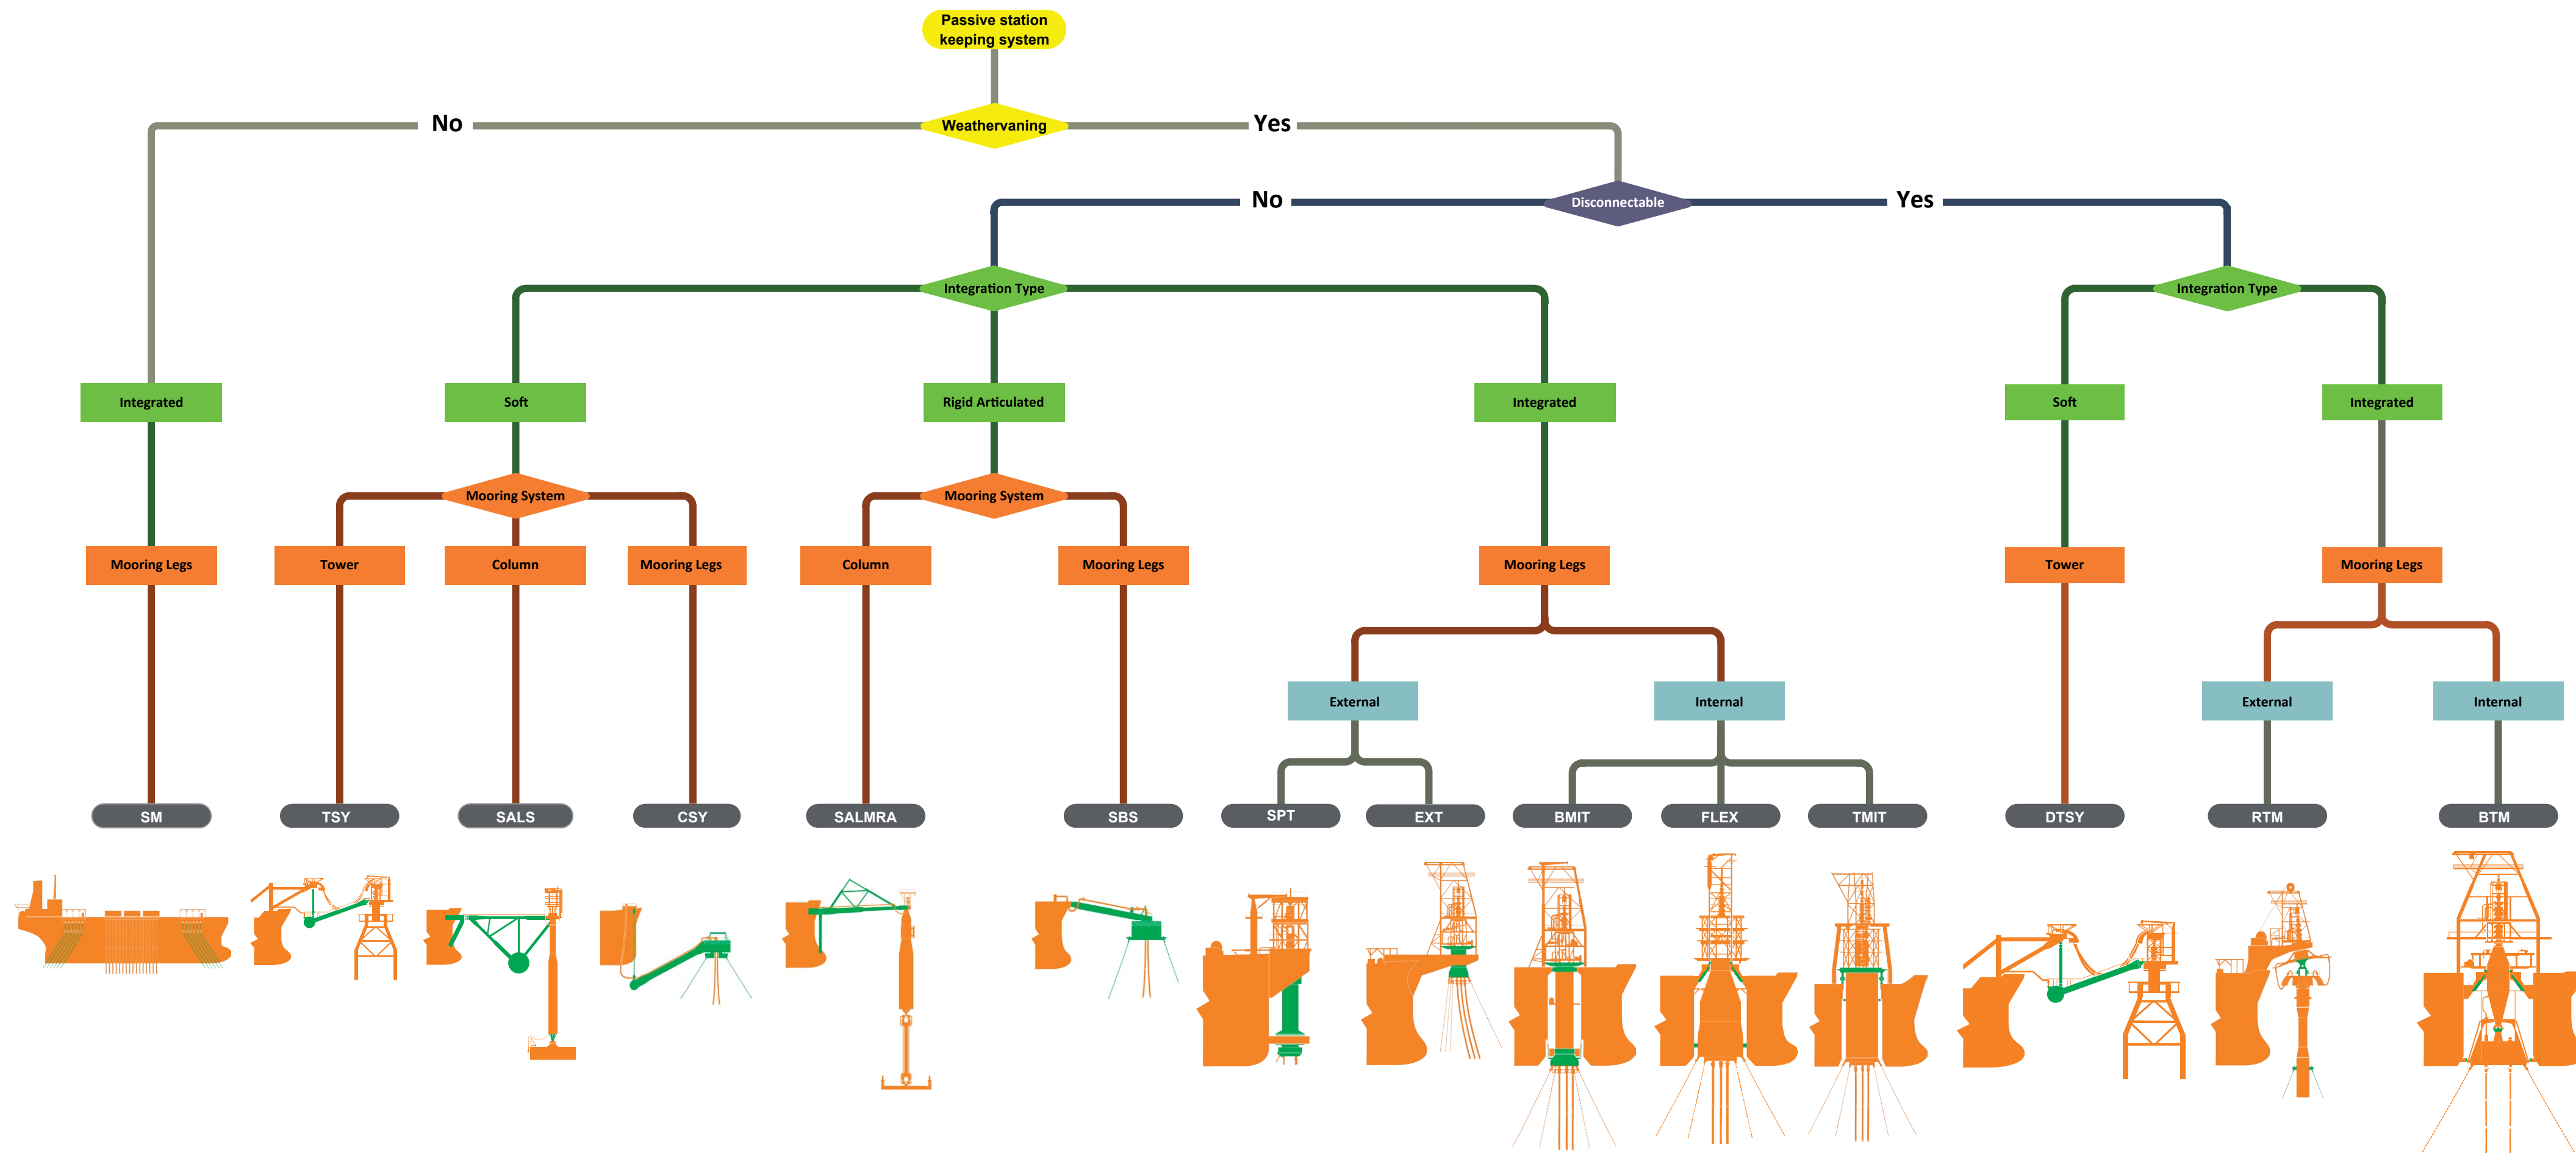 Passive station
keeping system
No
Weathervaning
Yes
No
Disconnectable
Yes
Integration Type
Integration Type
Integrated
Soft
Rigid Articulated
Integrated
Soft
Integrated
Mooring System
Mooring System
Mooring Legs
Tower
Column
Mooring Legs
Column
Mooring Legs
Mooring Legs
Tower
Mooring Legs
External
Internal
External
Internal
SM
TSY
SALS
CSY
SALMRA
SBS
SPT
EXT
BMIT
FLEX
TMIT
DTSY
RTM
BTM